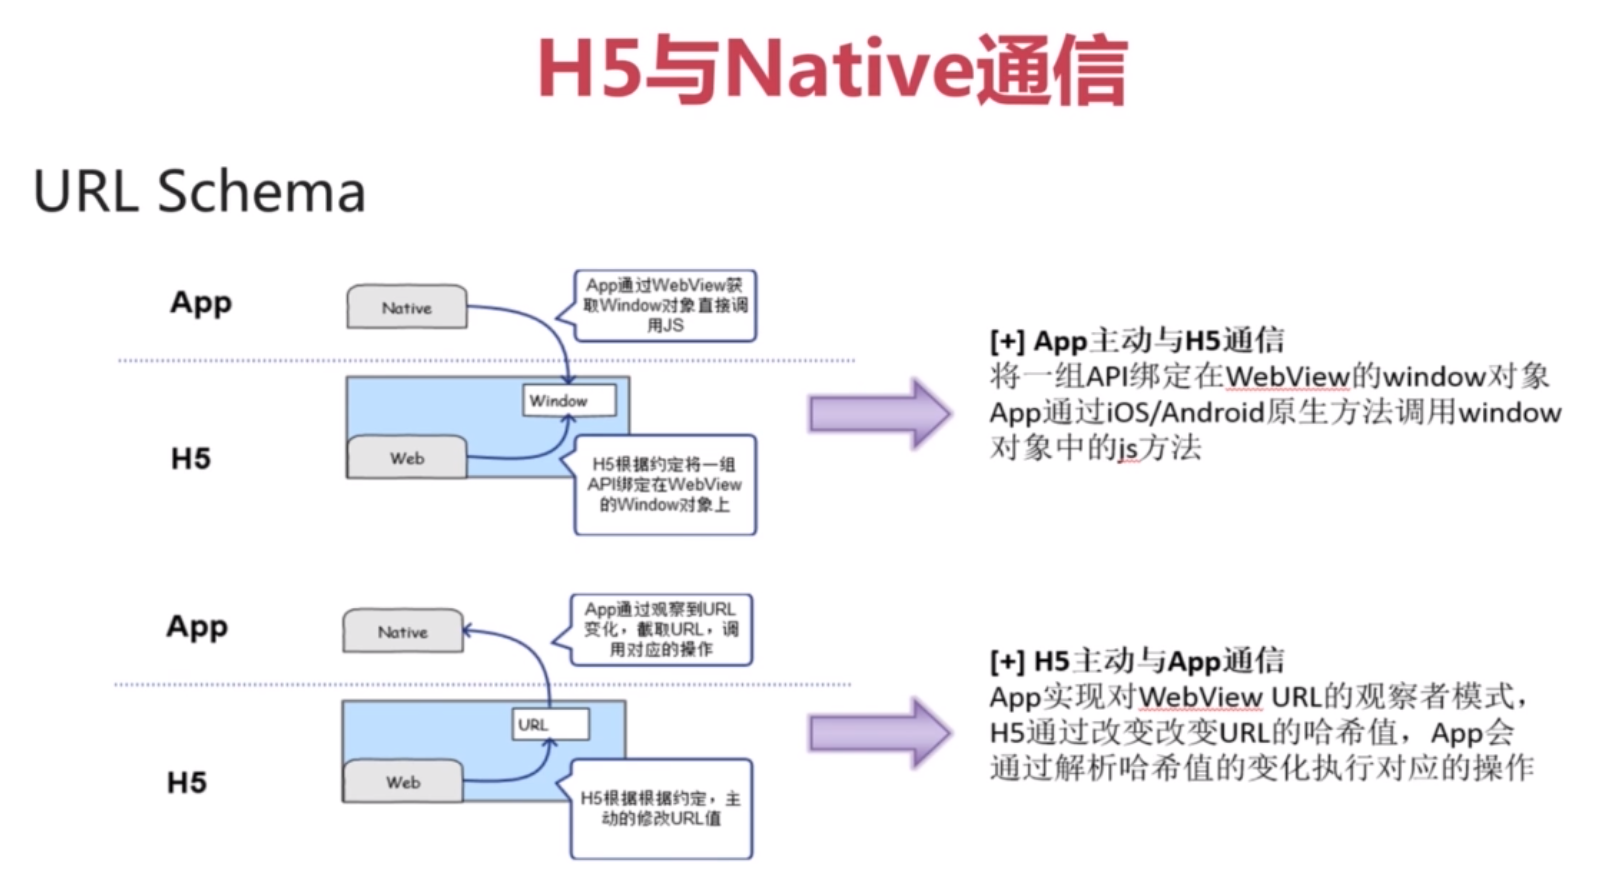 H5与Native通信
URL Schema
App
Native
App通过WebView获
取Window对象直接调
用JS
Window
H5
Web
H5根据约定将一组
API绑定在WebView
的Window对象上
[+] App主动与H5通信
将一组API绑定在WebView的window对象
App通过iOS/Android原生方法调用window
对象中的js方法
App
Native
App通过观察到URL
变化，截取URL，调
用对应的操作
URL
H5
Web
H5根据根据约定，主
动的修改URL值
[+] H5主动与App通信
App实现对WebView URL的观察者模式，
H5通过改变改变URL的哈希值，App会
通过解析哈希值的变化执行对应的操作